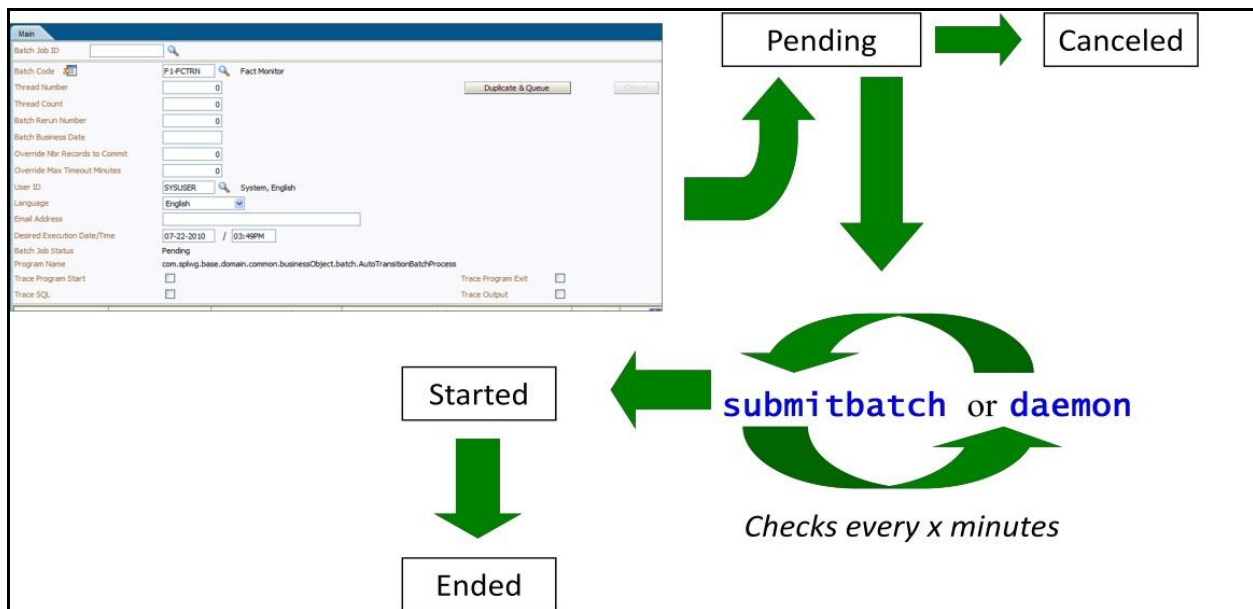 Main
Batch Job ID
Batch Code F1-FCTRN Fact Monitor
Thread Number 0 Duplicate & Queue Cancel
Thread Count 0
Batch Rerun Number 0
Batch Business Date
Override Nbr Records to Commit 0
Override Max Timeout Minutes 0
User ID SYSUSER System, English
Language English
Email Address
Desired Execution Date/Time 07-22-2010 / 03:49PM
Batch Job Status Pending
Program Name com.splwg.base.domain.common.businessObject.batch.AutoTransitionBatchProcess
Trace Program Start Trace Program Exit
Trace SQL Trace Output
Pending
Canceled
Started
submitbatch or daemon
Checks every x minutes
Ended